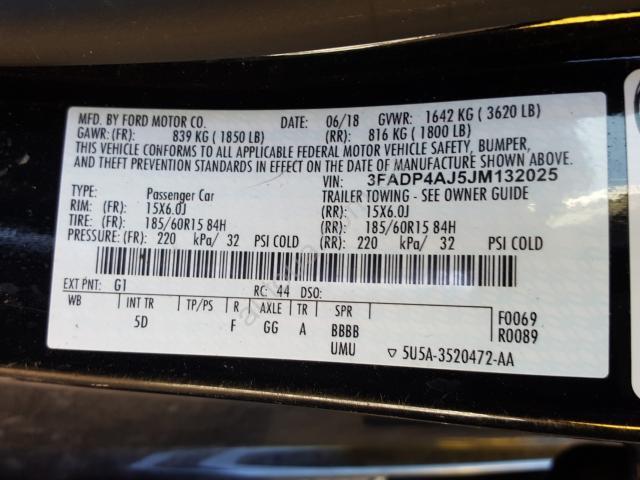 MFD. BY FORD MOTOR CO. DATE: 06/18 GVWR: 1642 KG ( 3620 LB)
GAWR: (FR): 839 KG ( 1850 LB) (RR): 816 KG ( 1800 LB)
THIS VEHICLE CONFORMS TO ALL APPLICABLE FEDERAL MOTOR VEHICLE SAFETY, BUMPER,
AND THEFT PREVENTION STANDARDS IN EFFECT ON THE DATE OF MANUFACTURE SHOWN ABOVE.
VIN: 3FADP4AJ5JM132025
TYPE: Passenger Car TRAILER TOWING - SEE OWNER GUIDE
RIM: (FR): 15X6.0J (RR): 15X6.0J
TIRE: (FR): 185/60R15 84H (RR): 185/60R15 84H
PRESSURE: (FR): 220 kPa/ 32 PSI COLD (RR): 220 kPa/ 32 PSI COLD
EXT PNT: G1 RC: 44 DSO:
WB INT TR TP/PS R AXLE TR SPR
5D F GG A BBBB
UMU
F0069
R0089
5U5A-3520472-AA